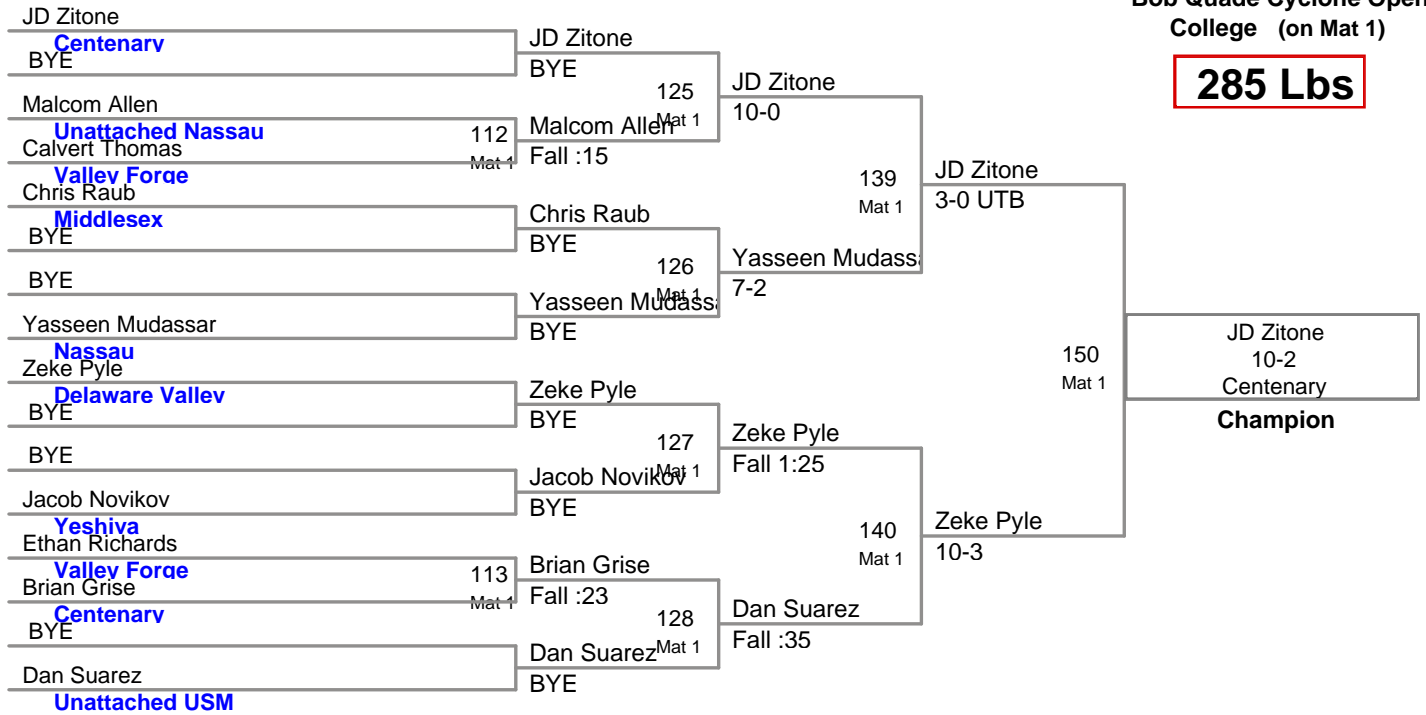 Bob Quade Cyclone Open
College (on Mat 1)
285 Lbs
JD Zitone
Centenary
BYE
Malcom Allen
Unattached Nassau
Calvert Thomas
Valley Forge
Chris Raub
Middlesex
BYE
BYE
Yasseen Mudassar
Nassau
Zeke Pyle
Delaware Valley
BYE
BYE
Jacob Novikov
Yeshiva
Ethan Richards
Valley Forge
Brian Grise
Centenary
BYE
Dan Suarez
Unattached USM
112
Mat 1
113
Mat 1
JD Zitone
BYE
Malcom Allen
Fall :15
Chris Raub
BYE
Yasseen Mudassa
BYE
Zeke Pyle
BYE
Jacob Novikov
BYE
Brian Grise
Fall :23
Dan Suarez
BYE
125
Mat 1
126
Mat 1
127
Mat 1
128
Mat 1
JD Zitone
10-0
Yasseen Mudassa
7-2
Zeke Pyle
Fall 1:25
Dan Suarez
Fall :35
139
Mat 1
140
Mat 1
JD Zitone
3-0 UTB
Zeke Pyle
10-3
150
Mat 1
JD Zitone
10-2
Centenary
Champion